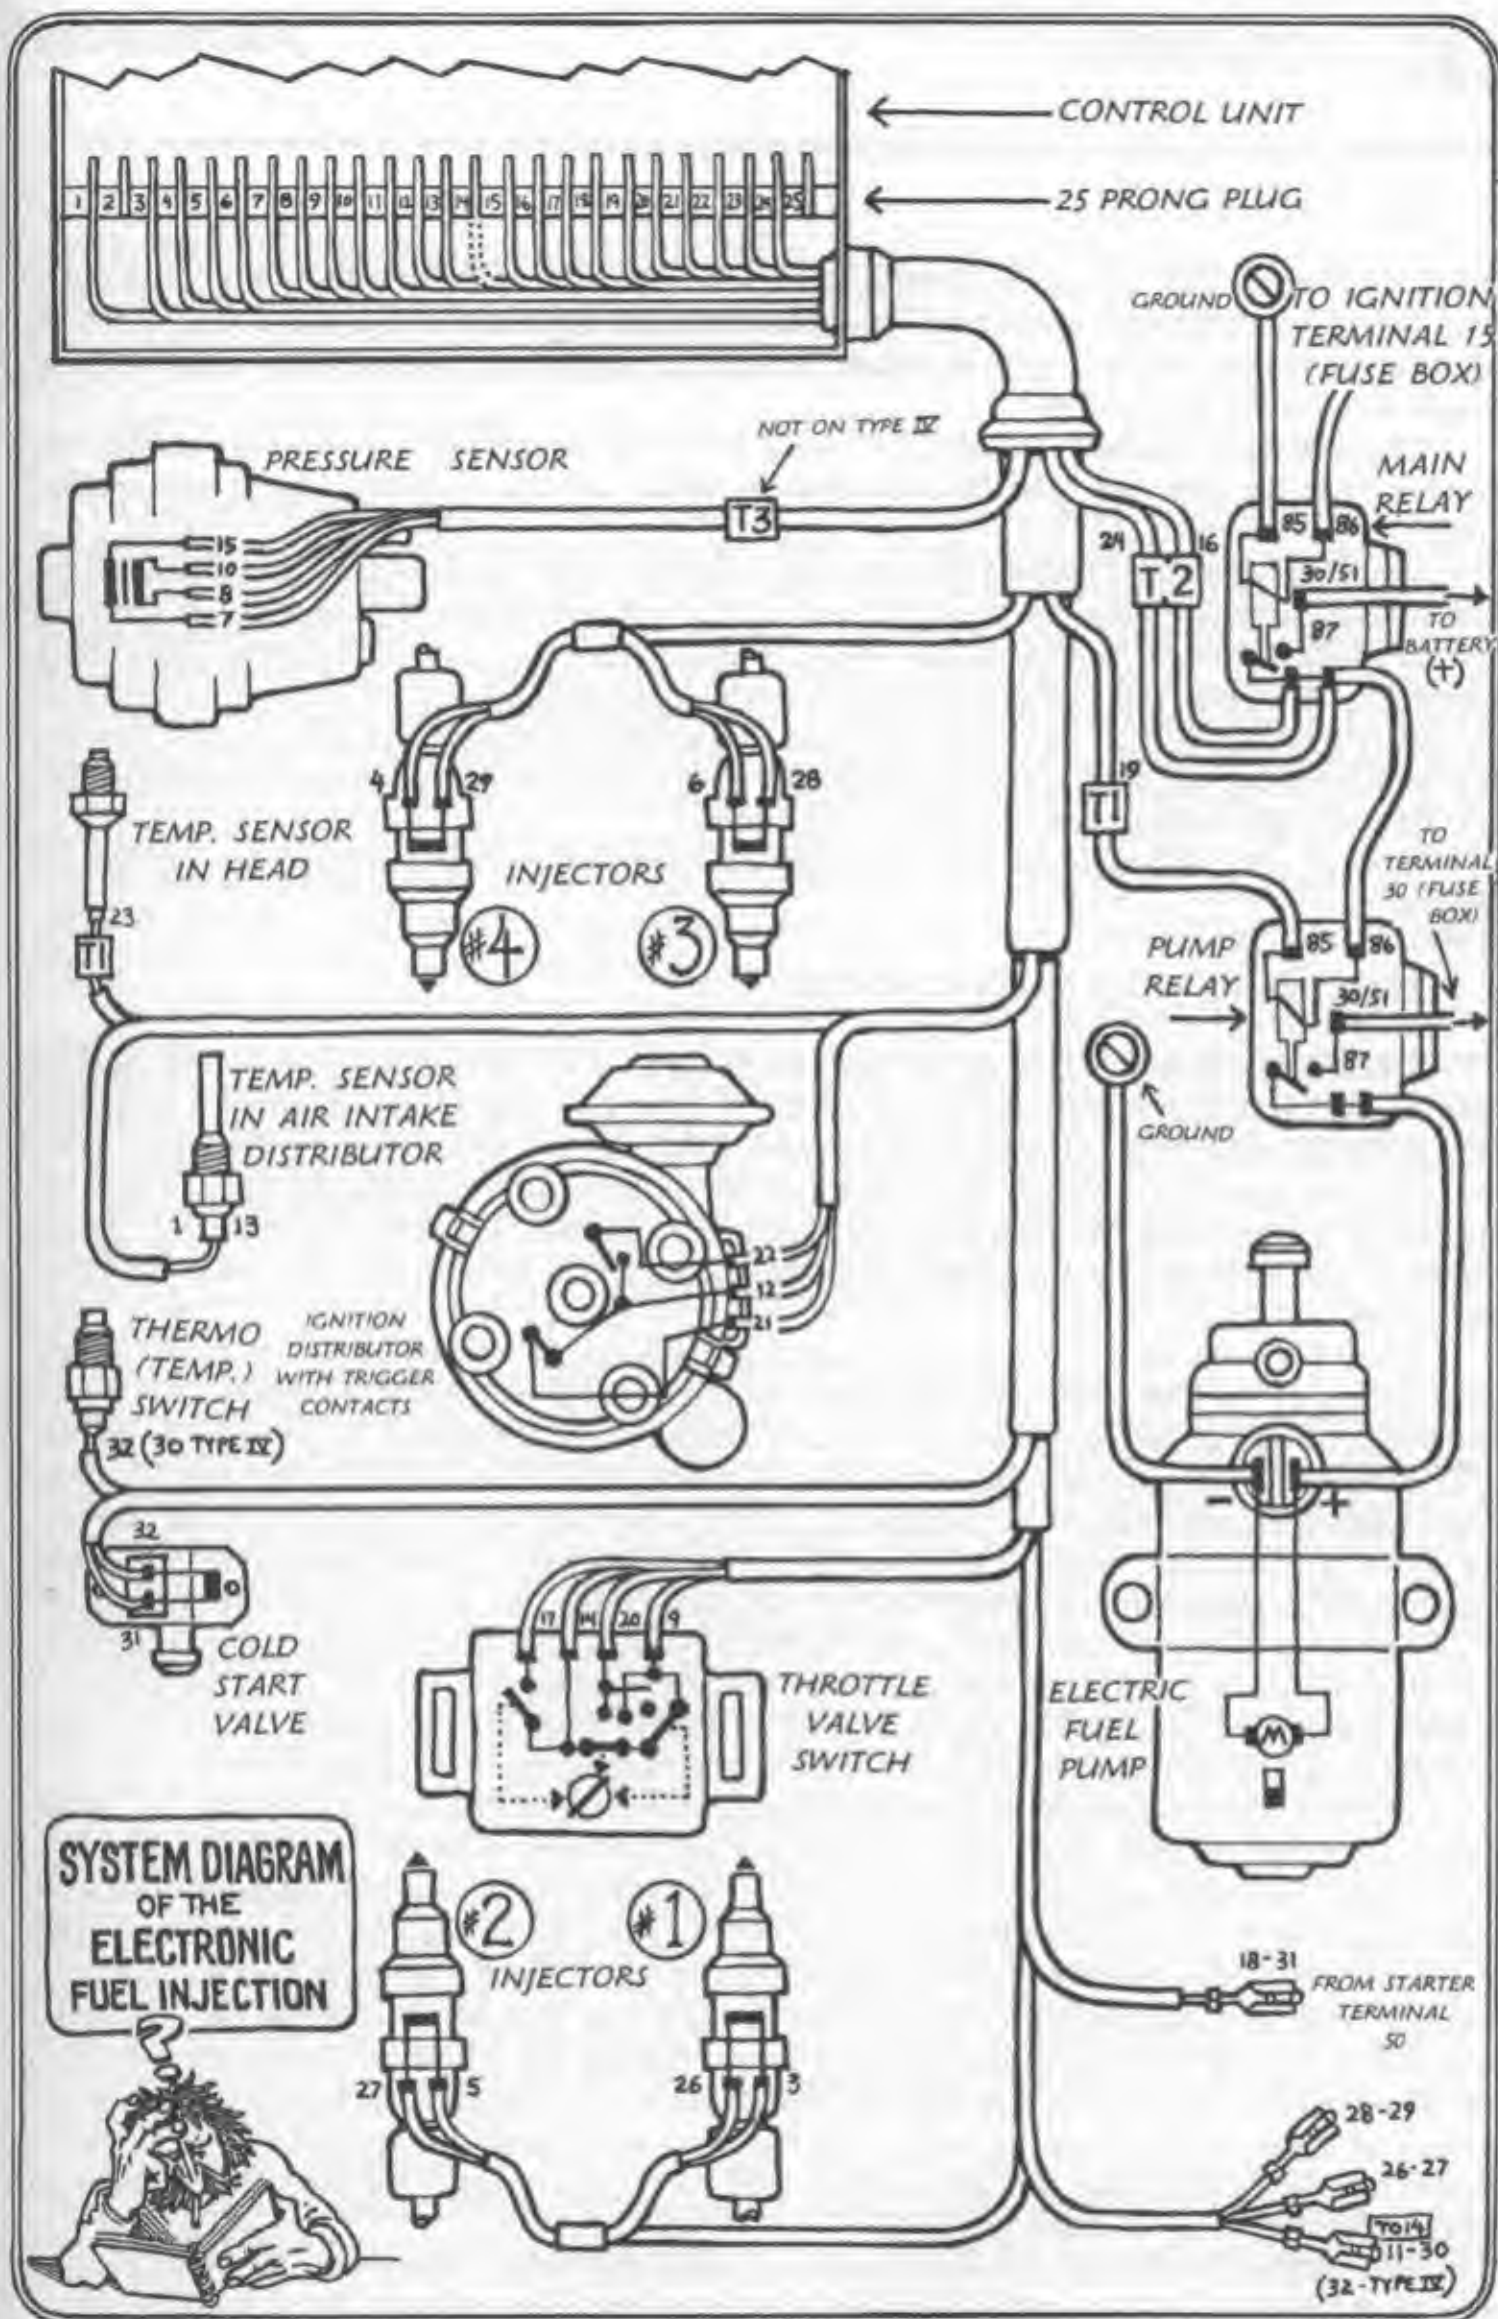 CONTROL UNIT
1 2 3 4 5 6 7 8 9 10 11 12 13 14 15 16 17 18 19 20 21 22 23 24 25
25 PRONG PLUG
GROUND
TO IGNITION
TERMINAL 15
(FUSE BOX)
NOT ON TYPE IV
PRESSURE SENSOR
MAIN
RELAY
T3
85 86
24 16
15
10
8
7
T2
30/51
87
TO
BATTERY
(+)
4 29 6 28
19
T1
TEMP. SENSOR
IN HEAD
INJECTORS
TO
TERMINAL
30 (FUSE
BOX)
23
T1
#4 #3
PUMP
RELAY
85 86
30/51
87
GROUND
TEMP. SENSOR
IN AIR INTAKE
DISTRIBUTOR
1 13
22
12
21
THERMO
(TEMP.)
SWITCH
32 (30 TYPE IV)
IGNITION
DISTRIBUTOR
WITH TRIGGER
CONTACTS
- +
32
31
COLD
START
VALVE
17 14 20 9
THROTTLE
VALVE
SWITCH
ELECTRIC
FUEL
PUMP
M
SYSTEM DIAGRAM
OF THE
ELECTRONIC
FUEL INJECTION
?
#2 #1
INJECTORS
27 5 26 3
18-31
FROM STARTER
TERMINAL
50
28-29
26-27
TO 14
11-30
(32-TYPE IV)